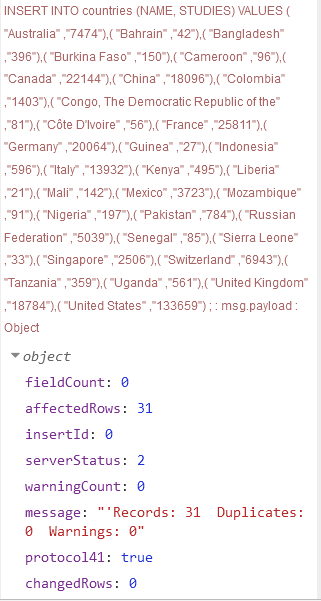 INSERT INTO countries (NAME, STUDIES) VALUES (
"Australia" ,"7474"),( "Bahrain" ,"42"),( "Bangladesh"
,"396"),( "Burkina Faso" ,"150"),( "Cameroon" ,"96"),(
"Canada" ,"22144"),( "China" ,"18096"),( "Colombia"
,"1403"),( "Congo, The Democratic Republic of the"
,"81"),( "Côte D'Ivoire" ,"56"),( "France" ,"25811"),(
"Germany" ,"20064"),( "Guinea" ,"27"),( "Indonesia"
,"596"),( "Italy" ,"13932"),( "Kenya" ,"495"),( "Liberia"
,"21"),( "Mali" ,"142"),( "Mexico" ,"3723"),( "Mozambique"
,"91"),( "Nigeria" ,"197"),( "Pakistan" ,"784"),( "Russian
Federation" ,"5039"),( "Senegal" ,"85"),( "Sierra Leone"
,"33"),( "Singapore" ,"2506"),( "Switzerland" ,"6943"),(
"Tanzania" ,"359"),( "Uganda" ,"561"),( "United Kingdom"
,"18784"),( "United States" ,"133659") ; : msg.payload :
Object
object
fieldCount: 0
affectedRows: 31
insertId: 0
serverStatus: 2
warningCount: 0
message: "'Records: 31 Duplicates:
0 Warnings: 0"
protocol41: true
changedRows: 0